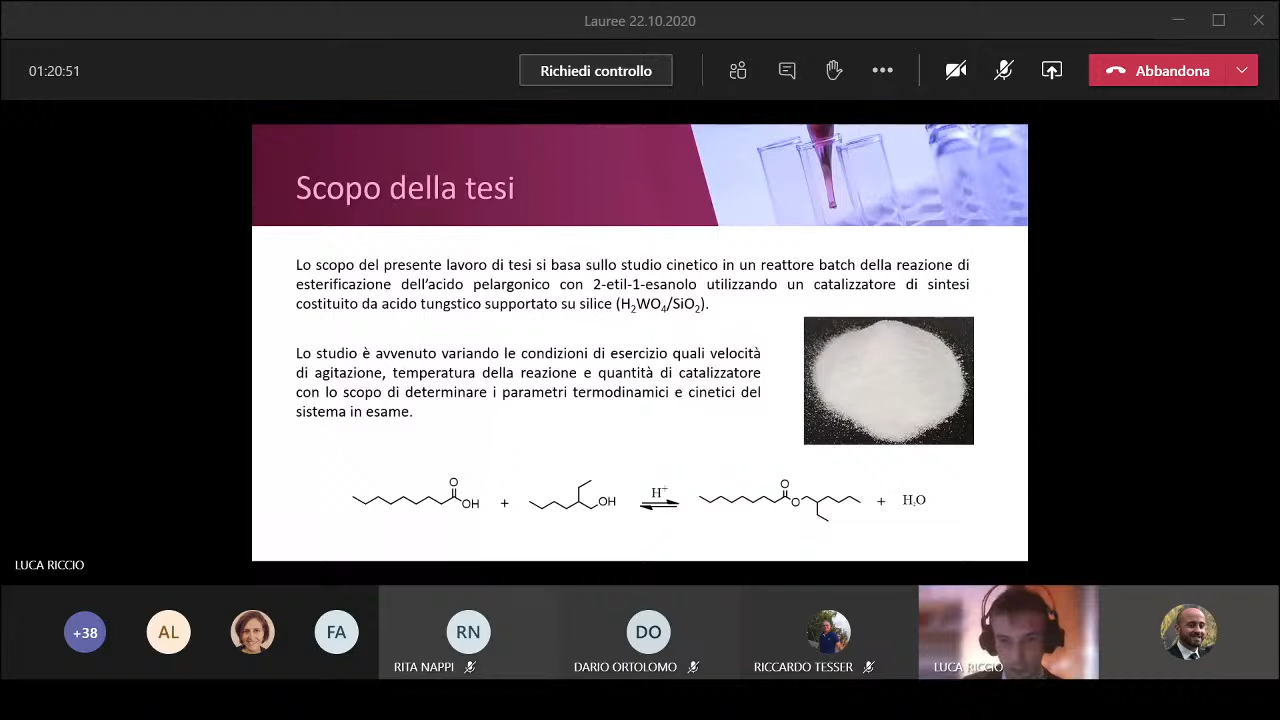 Lauree 22.10.2020
01:20:51
Richiedi controllo
Abbandona
Scopo della tesi
Lo scopo del presente lavoro di tesi si basa sullo studio cinetico in un reattore batch della reazione di
esterificazione dell'acido pelargonico con 2-etil-1-esanolo utilizzando un catalizzatore di sintesi
costituito da acido tungstico supportato su silice (H₂WO₄/SiO₂).
Lo studio è avvenuto variando le condizioni di esercizio quali velocità
di agitazione, temperatura della reazione e quantità di catalizzatore
con lo scopo di determinare i parametri termodinamici e cinetici del
sistema in esame.
O OH + OH H⁺ O O + H₂O
LUCA RICCIO
+38 AL FA RN DO
RITA NAPPI DARIO ORTOLOMO RICCARDO TESSER LUCA RICCIO